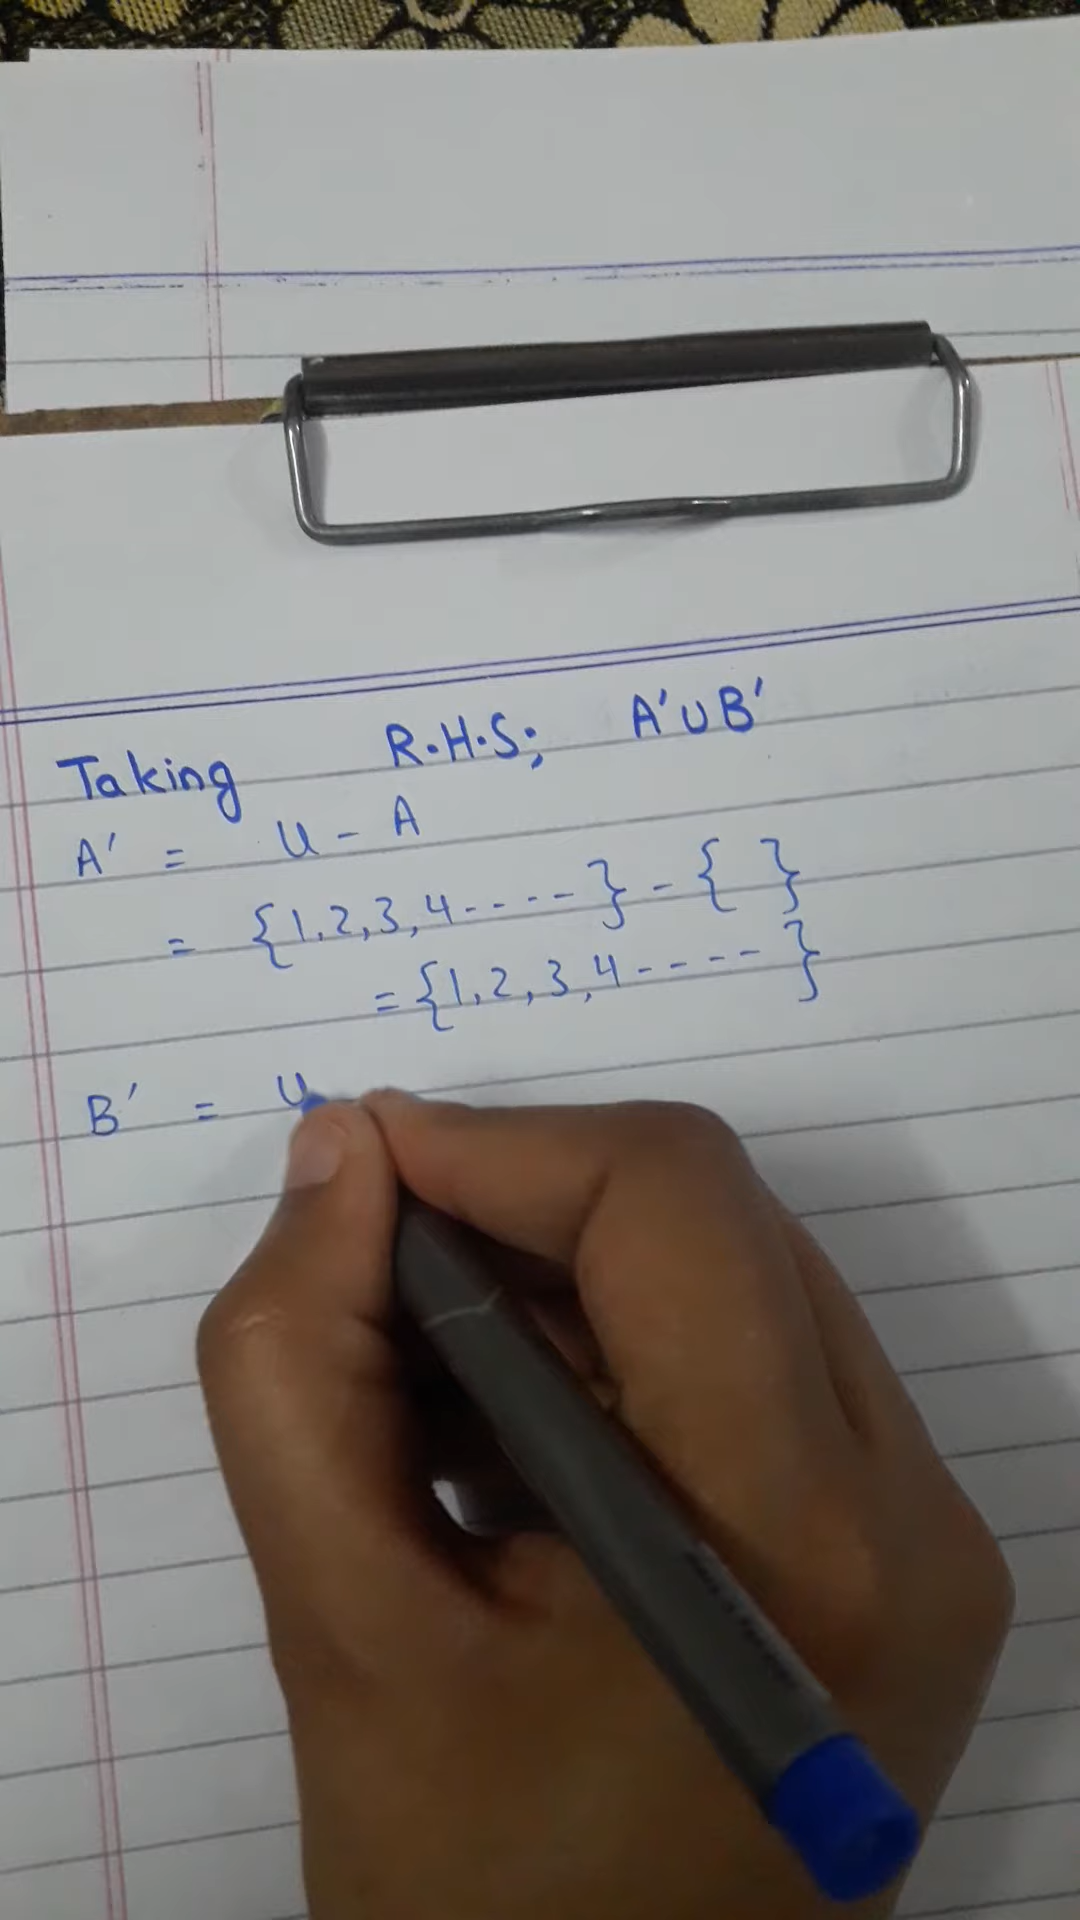 Taking R.H.S; A'∪B'
A' = U - A
= {1,2,3,4----} - { }
= {1,2,3,4---- }
B' = U